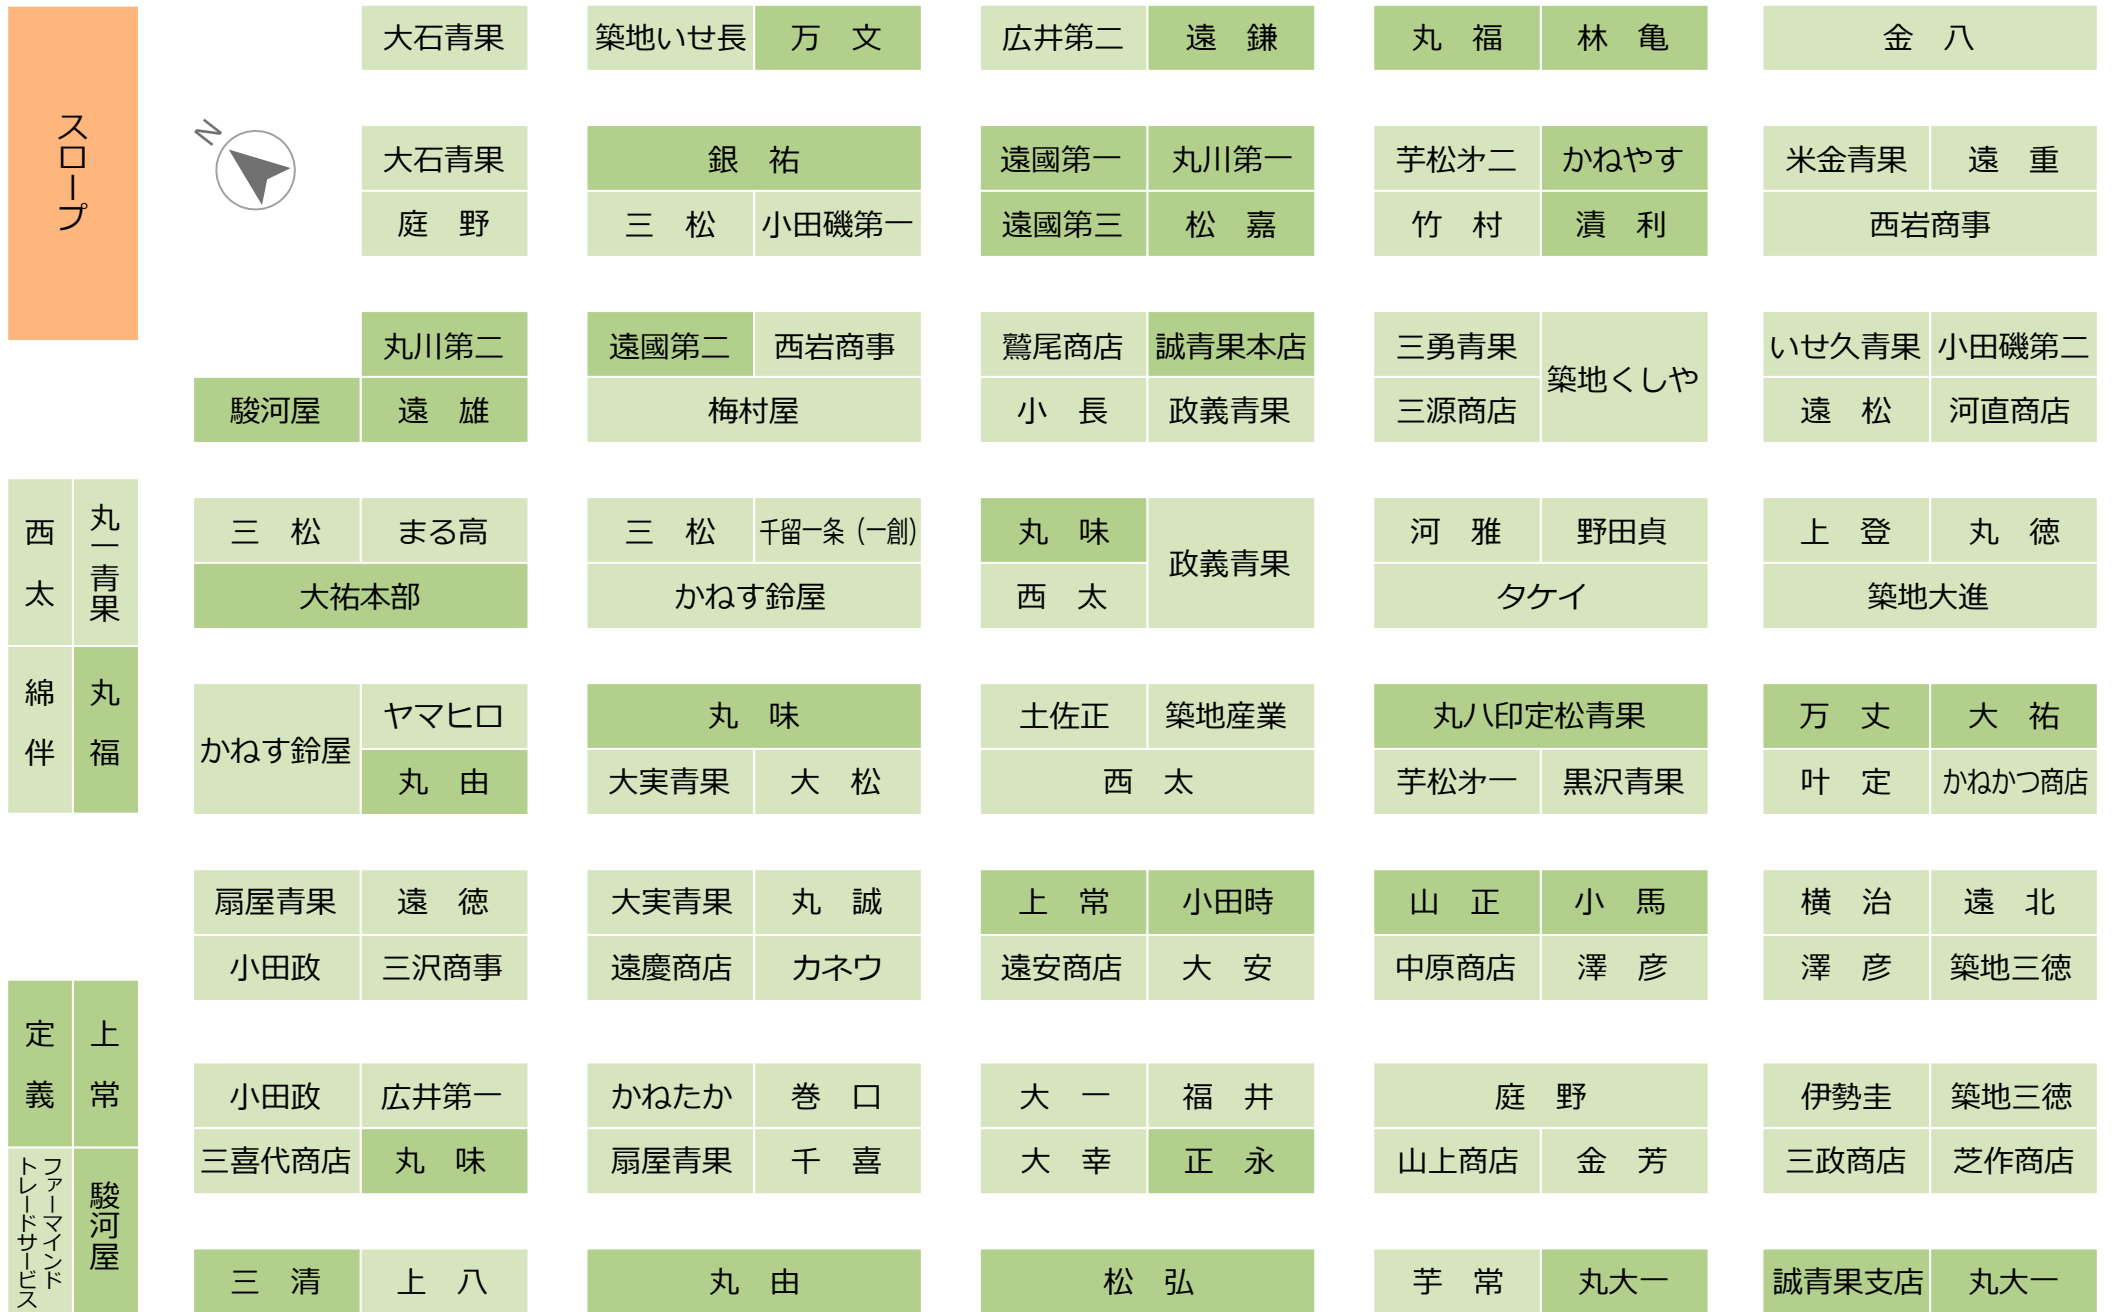 スロープ
N
大石青果 築地いせ長 万 文 広井第二 遠 鎌 丸 福 林 亀 金 八
大石青果 銀 祐 遠國第一 丸川第一 芋松㐧二 かねやす 米金青果 遠 重
庭 野 三 松 小田磯第一 遠國第三 松 嘉 竹 村 漬 利 西岩商事
丸川第二 遠國第二 西岩商事 鷲尾商店 誠青果本店 三勇青果 築地くしや いせ久青果 小田磯第二
駿河屋 遠 雄 梅村屋 小 長 政義青果 三源商店 遠 松 河直商店
西 太 丸一青果
三 松 まる高 三 松 千留一条（一創） 丸 味 政義青果 河 雅 野田貞 上 登 丸 徳
大祐本部 かねす鈴屋 西 太 タケイ 築地大進
綿 伴 丸 福
かねす鈴屋 ヤマヒロ 丸 味 土佐正 築地産業 丸八印定松青果 万 丈 大 祐
丸 由 大実青果 大 松 西 太 芋松㐧一 黒沢青果 叶 定 かねかつ商店
扇屋青果 遠 徳 大実青果 丸 誠 上 常 小田時 山 正 小 馬 横 治 遠 北
小田政 三沢商事 遠慶商店 カネウ 遠安商店 大 安 中原商店 澤 彦 澤 彦 築地三徳
定 義 上 常
小田政 広井第一 かねたか 巻 口 大 一 福 井 庭 野 伊勢圭 築地三徳
三喜代商店 丸 味 扇屋青果 千 喜 大 幸 正 永 山上商店 金 芳 三政商店 芝作商店
ファーマインド
トレードサービス
駿河屋
三 清 上 八 丸 由 松 弘 芋 常 丸大一 誠青果支店 丸大一